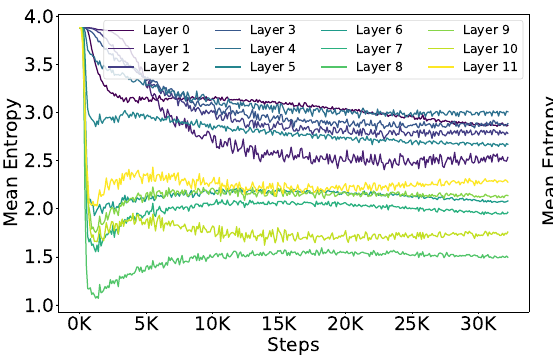 4.0
3.5
3.0
2.5
2.0
1.5
1.0
Mean Entropy
Layer 0 Layer 3 Layer 6 Layer 9
Layer 1 Layer 4 Layer 7 Layer 10
Layer 2 Layer 5 Layer 8 Layer 11
0K 5K 10K 15K 20K 25K 30K
Steps
Mean Entropy